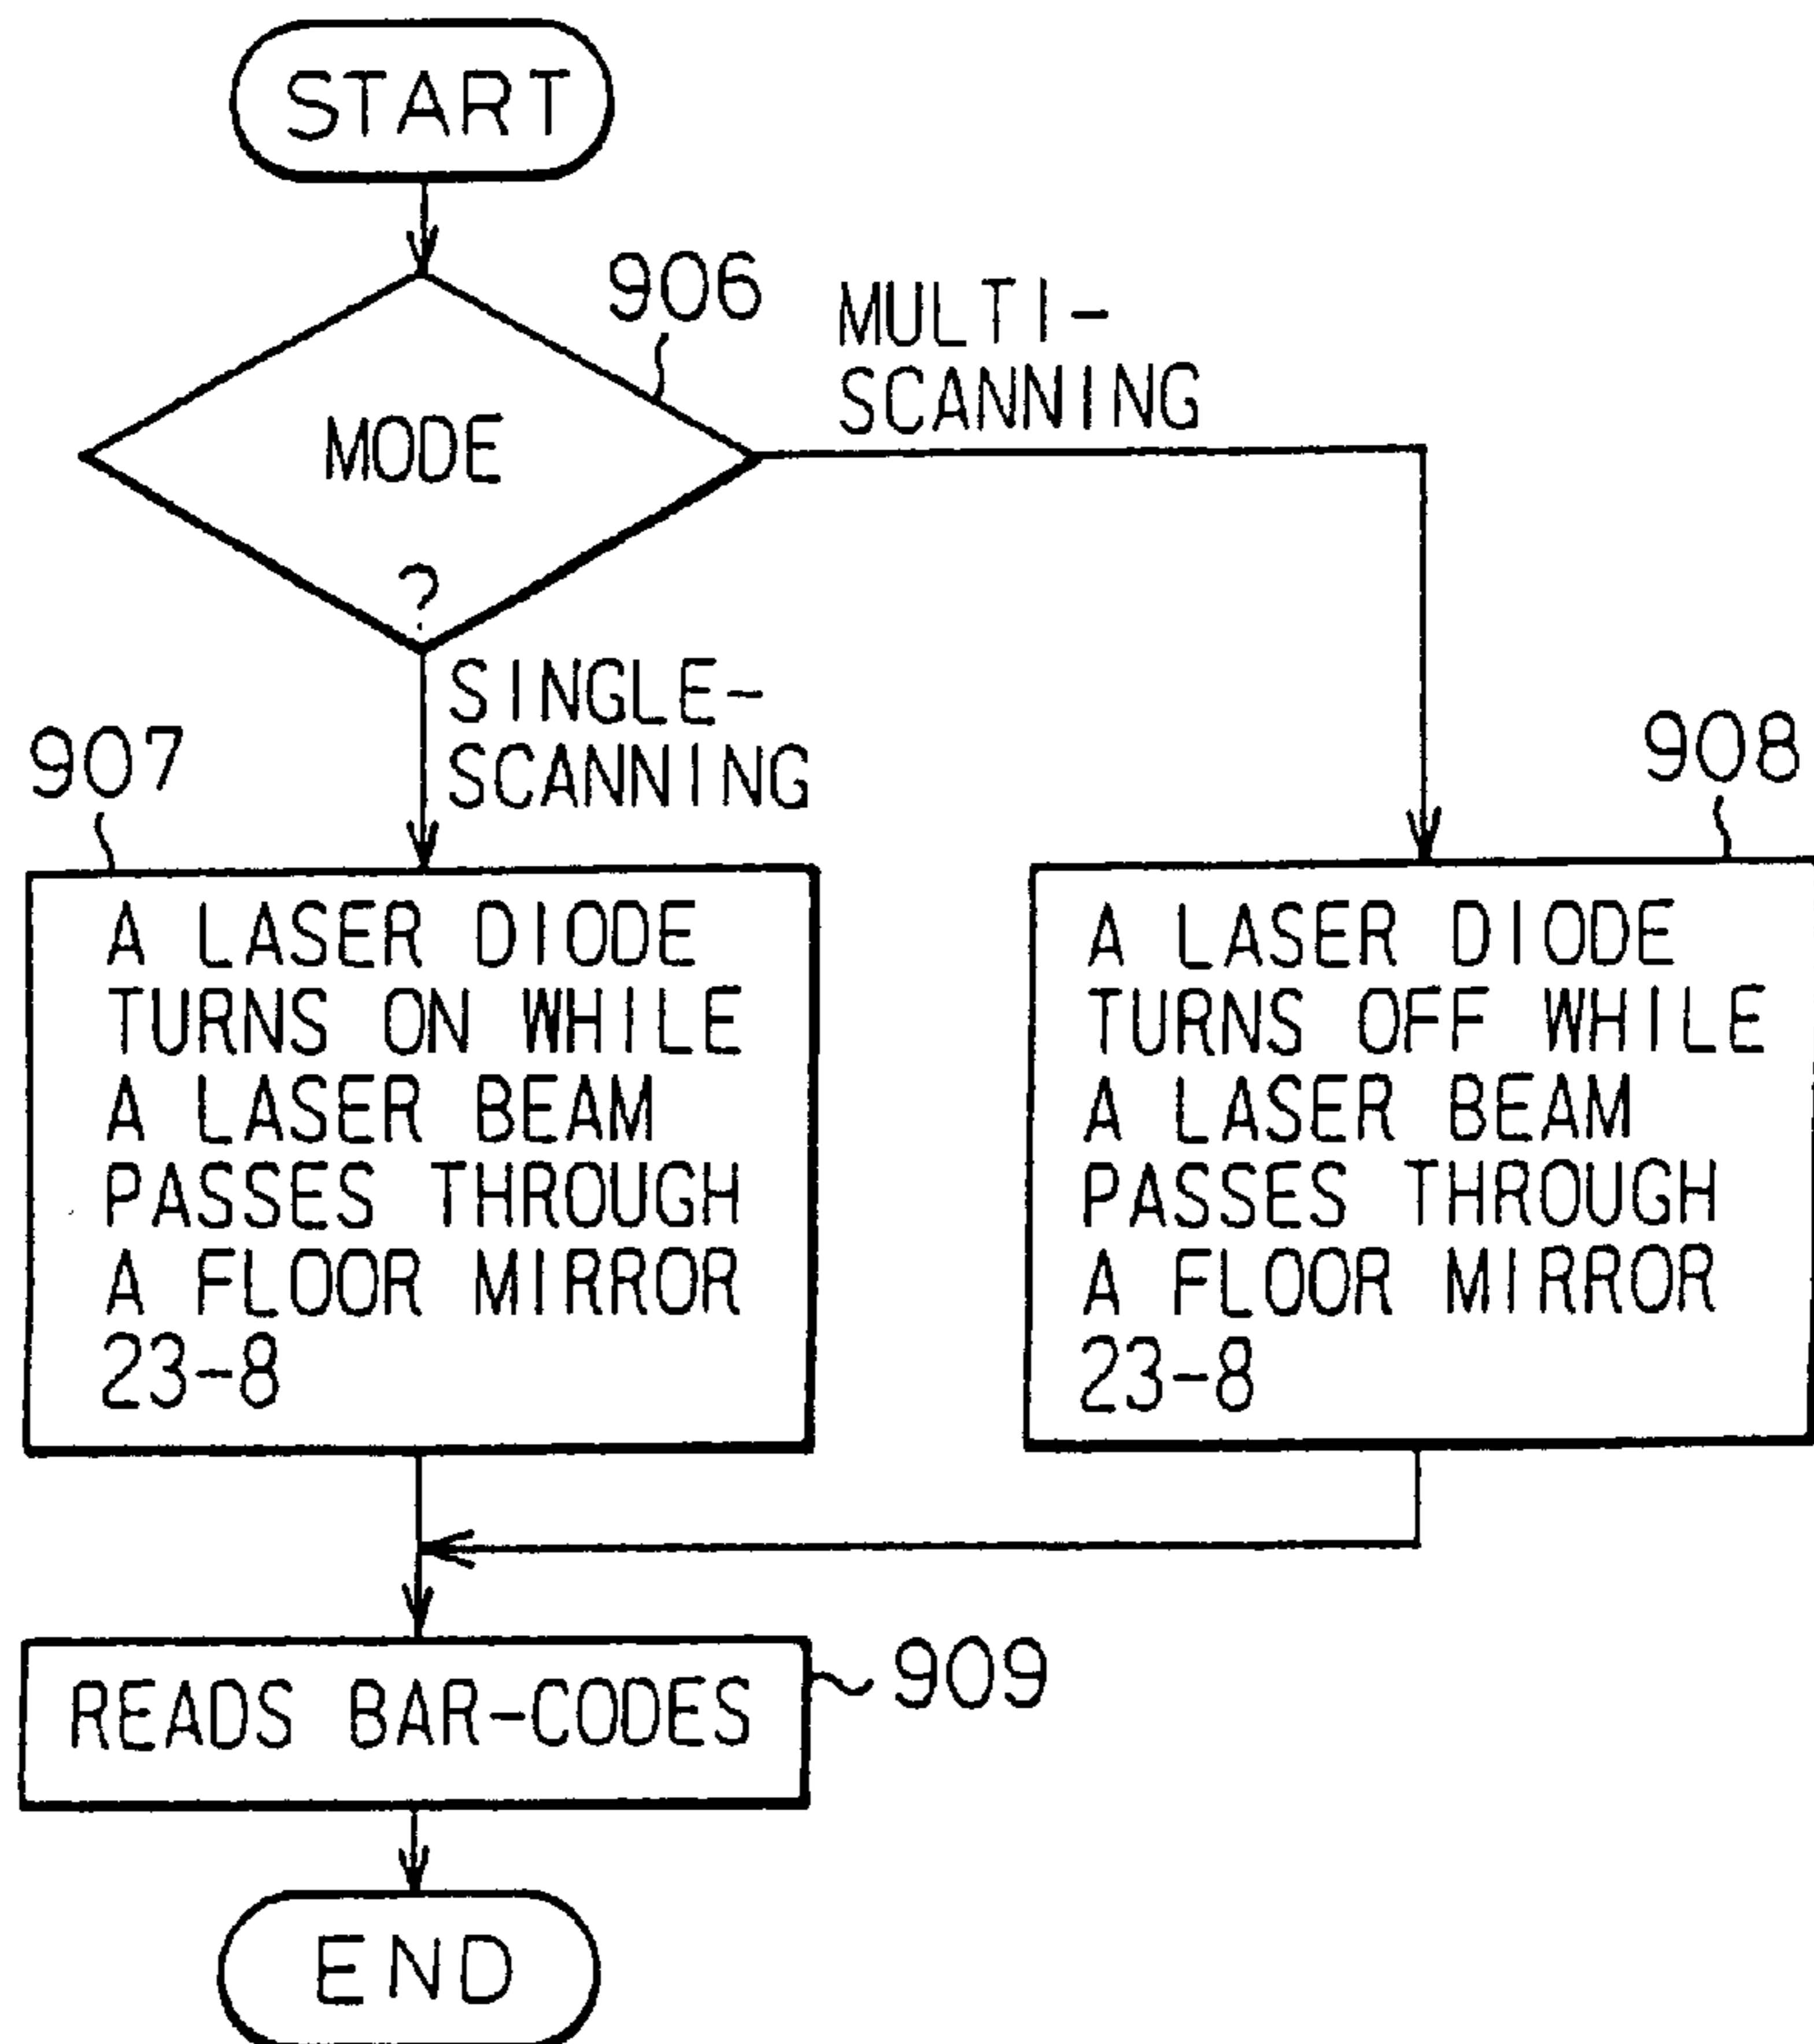 START
906
MULTI-
SCANNING
MODE
?
SINGLE-
SCANNING
907
908
A LASER DIODE
TURNS ON WHILE
A LASER BEAM
PASSES THROUGH
A FLOOR MIRROR
23-8
A LASER DIODE
TURNS OFF WHILE
A LASER BEAM
PASSES THROUGH
A FLOOR MIRROR
23-8
READS BAR-CODES
909
END